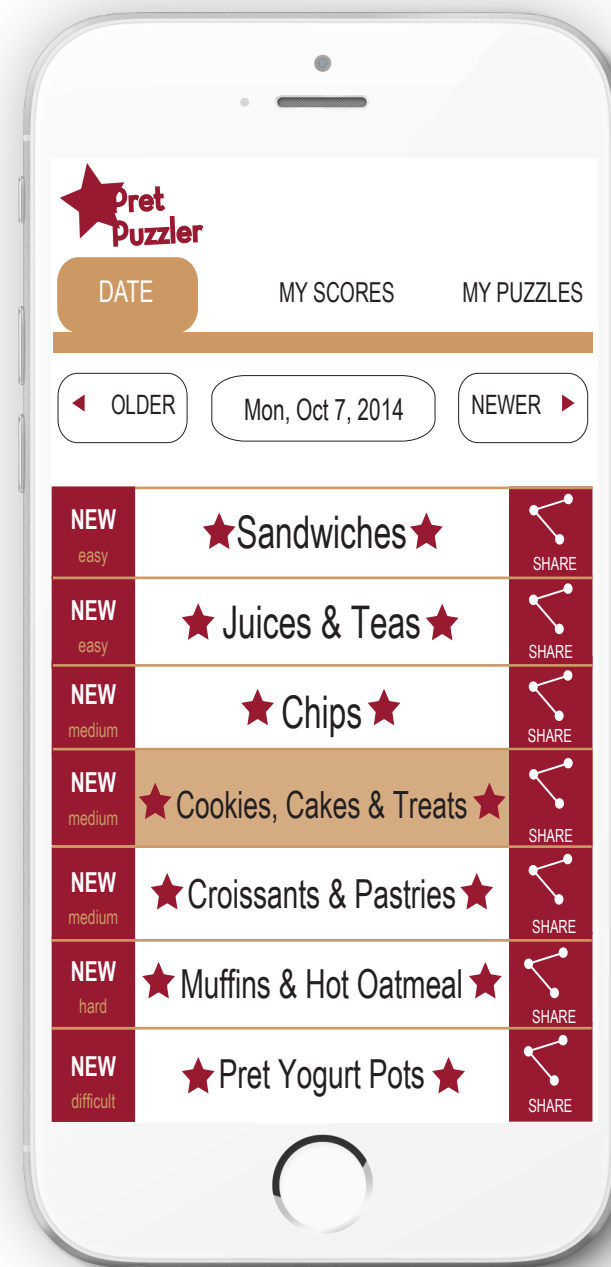 Pret
Puzzler
DATE MY SCORES MY PUZZLES
OLDER Mon, Oct 7, 2014 NEWER
NEW
easy
Sandwiches
SHARE
NEW
easy
Juices & Teas
SHARE
NEW
medium
Chips
SHARE
NEW
medium
Cookies, Cakes & Treats
SHARE
NEW
medium
Croissants & Pastries
SHARE
NEW
hard
Muffins & Hot Oatmeal
SHARE
NEW
difficult
Pret Yogurt Pots
SHARE